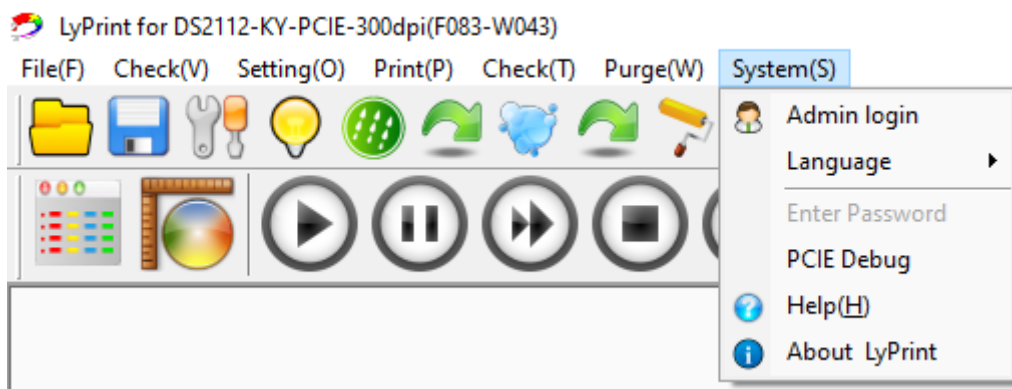 LyPrint for DS2112-KY-PCIE-300dpi(F083-W043)
File(F) Check(V) Setting(O) Print(P) Check(T) Purge(W) System(S)
Admin login
Language
Enter Password
PCIE Debug
Help(H)
About LyPrint